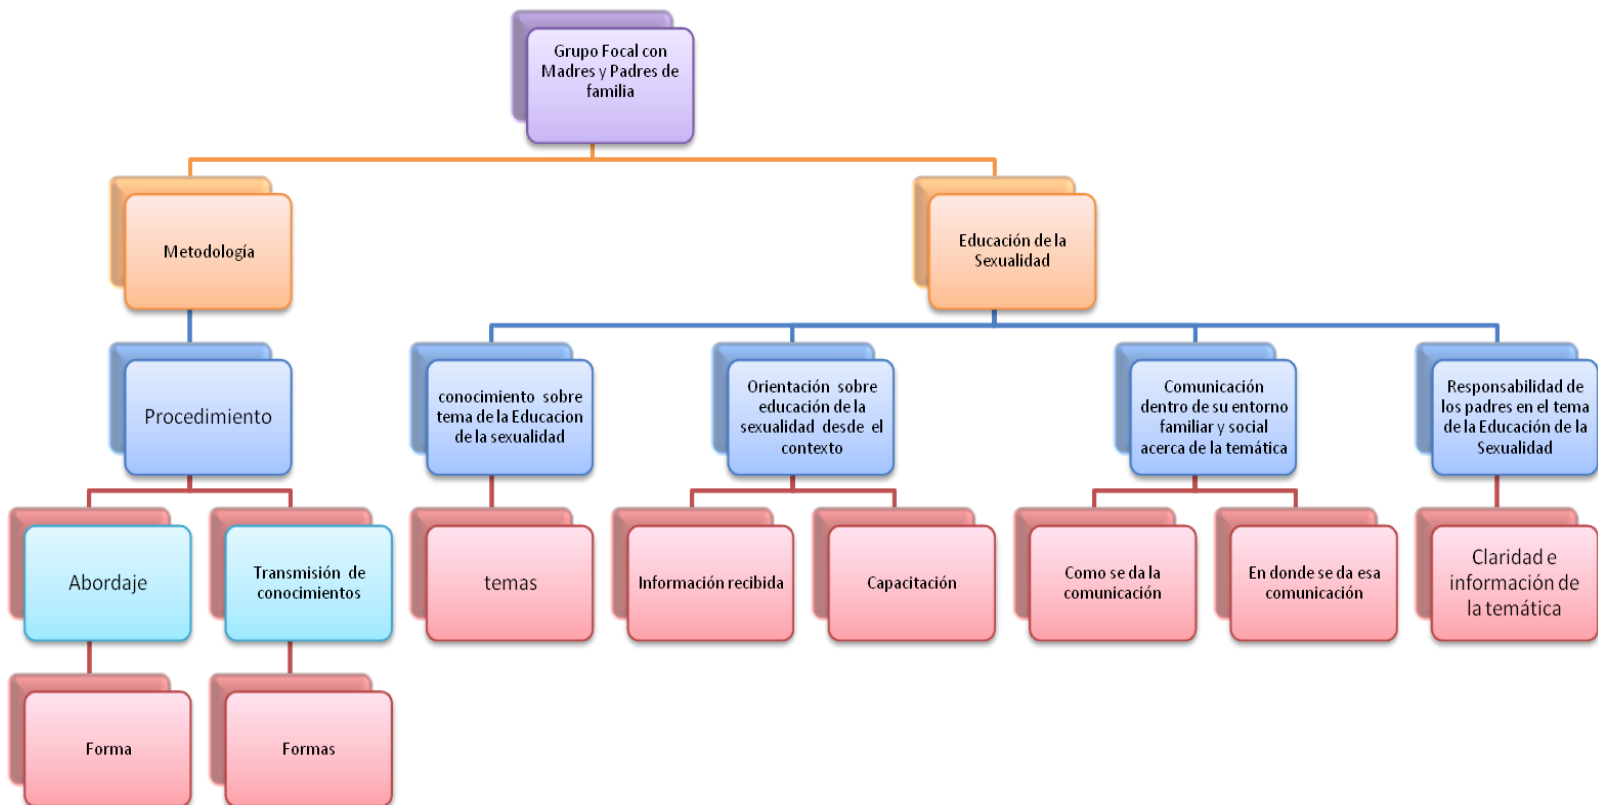 Grupo Focal con
Madres y Padres de
familia
Metodología
Educación de la
Sexualidad
Procedimiento
conocimiento sobre
tema de la Educacion
de la sexualidad
Orientación sobre
educación de la
sexualidad desde el
contexto
Comunicación
dentro de su entorno
familiar y social
acerca de la temática
Responsabilidad de
los padres en el tema
de la Educación de la
Sexualidad
Abordaje
Transmisión de
conocimientos
temas
Información recibida
Capacitación
Como se da la
comunicación
En donde se da esa
comunicación
Claridad e
información de
la temática
Forma
Formas